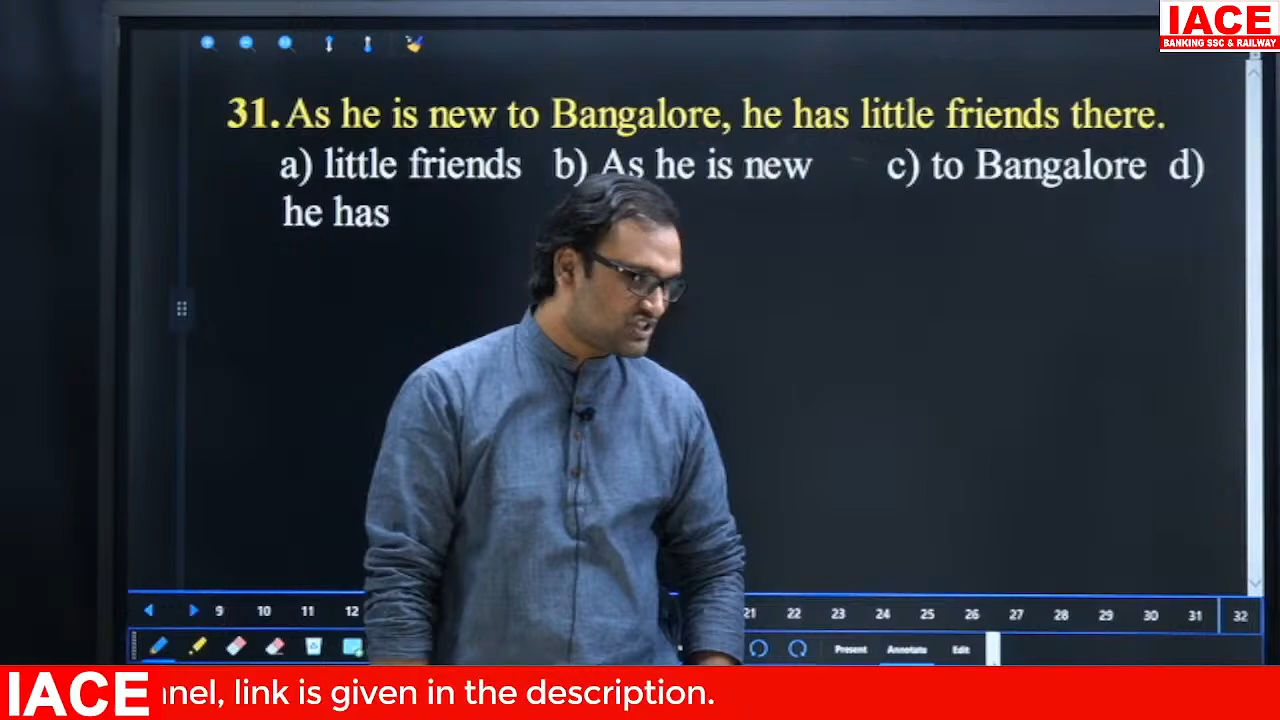 IACE
BANKING SSC & RAILWAY
31. As he is new to Bangalore, he has little friends there.
a) little friends b) As he is new c) to Bangalore d)
he has
9 10 11 12 21 22 23 24 25 26 27 28 29 30 31 32
Present Annotate Edit
IACE nel, link is given in the description.